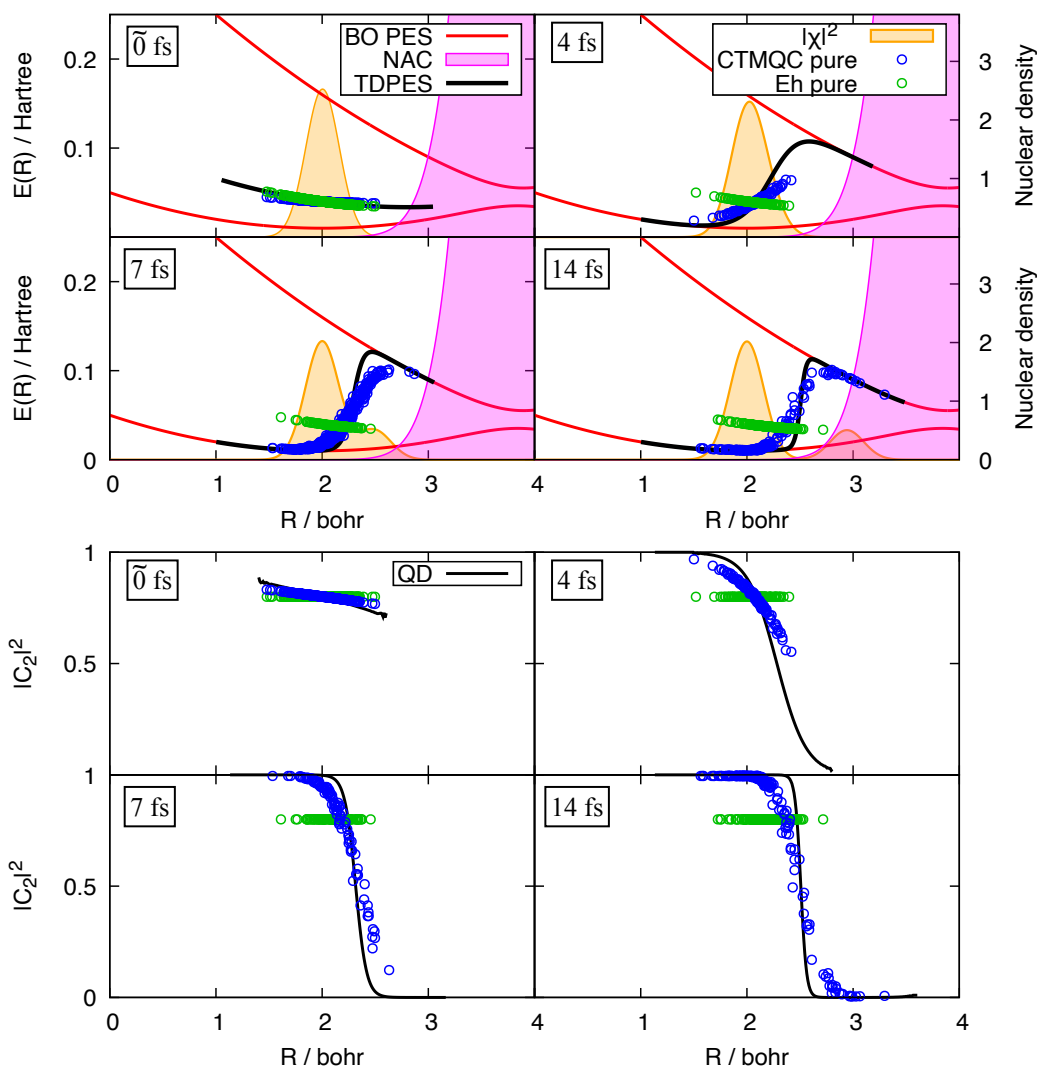 0̃ fs
BO PES
NAC
TDPES
4 fs
|χ|²
CTMQC pure
Eh pure
E(R) / Hartree
0.2
0.1
3
2
1
0
Nuclear density
7 fs
14 fs
E(R) / Hartree
0.2
0.1
0
3
2
1
0
Nuclear density
0 1 2 3 4 1 2 3 4
R / bohr R / bohr
0̃ fs
QD
4 fs
|C₂|²
1
0.5
7 fs
14 fs
|C₂|²
1
0.5
0
0 1 2 3 4 1 2 3 4
R / bohr R / bohr